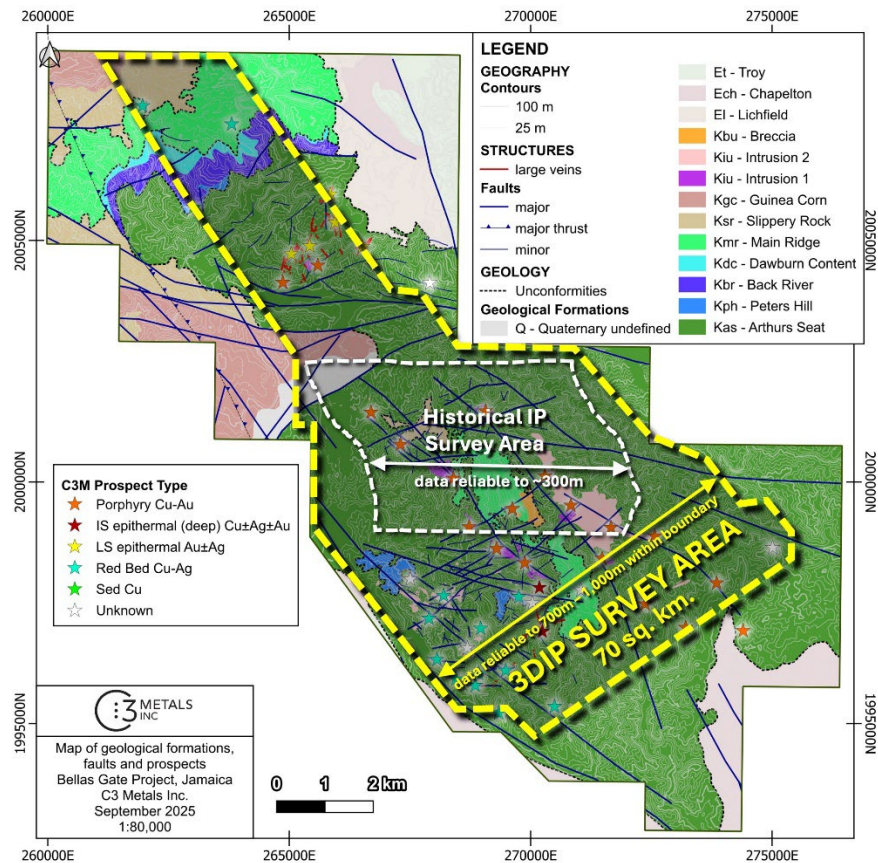 260000E
265000E
270000E
275000E
2005000N
2000000N
1995000N
LEGEND
GEOGRAPHY
Contours
100 m
25 m
STRUCTURES
large veins
Faults
major
major thrust
minor
GEOLOGY
Unconformities
Geological Formations
Q - Quaternary undefined
Et - Troy
Ech - Chapelton
El - Lichfield
Kbu - Breccia
Kiu - Intrusion 2
Kiu - Intrusion 1
Kgc - Guinea Corn
Ksr - Slippery Rock
Kmr - Main Ridge
Kdc - Dawburn Content
Kbr - Back River
Kph - Peters Hill
Kas - Arthurs Seat
Historical IP
Survey Area
data reliable to ~300m
C3M Prospect Type
Porphyry Cu-Au
IS epithermal (deep) Cu±Ag±Au
LS epithermal Au±Ag
Red Bed Cu-Ag
Sed Cu
Unknown
data reliable to 700m - 1,000m within boundary
3DIP SURVEY AREA
70 sq. km.
C3 METALS
INC
Map of geological formations,
faults and prospects
Bellas Gate Project, Jamaica
C3 Metals Inc.
September 2025
1:80,000
0 1 2 km
2005000N
2000000N
1995000N
260000E
265000E
270000E
275000E